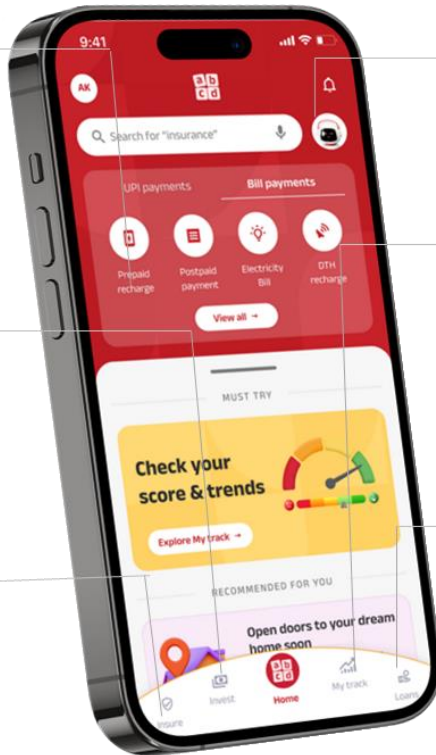 9:41
AK
a b
c d
Search for "insurance"
UPI payments
Bill payments
Prepaid
recharge
Postpaid
payment
Electricity
Bill
DTH
recharge
View all →
MUST TRY
Check your
score & trends
Explore My track →
RECOMMENDED FOR YOU
Open doors to your dream
home soon
Insure
Invest
a b
c d
Home
My track
Loans